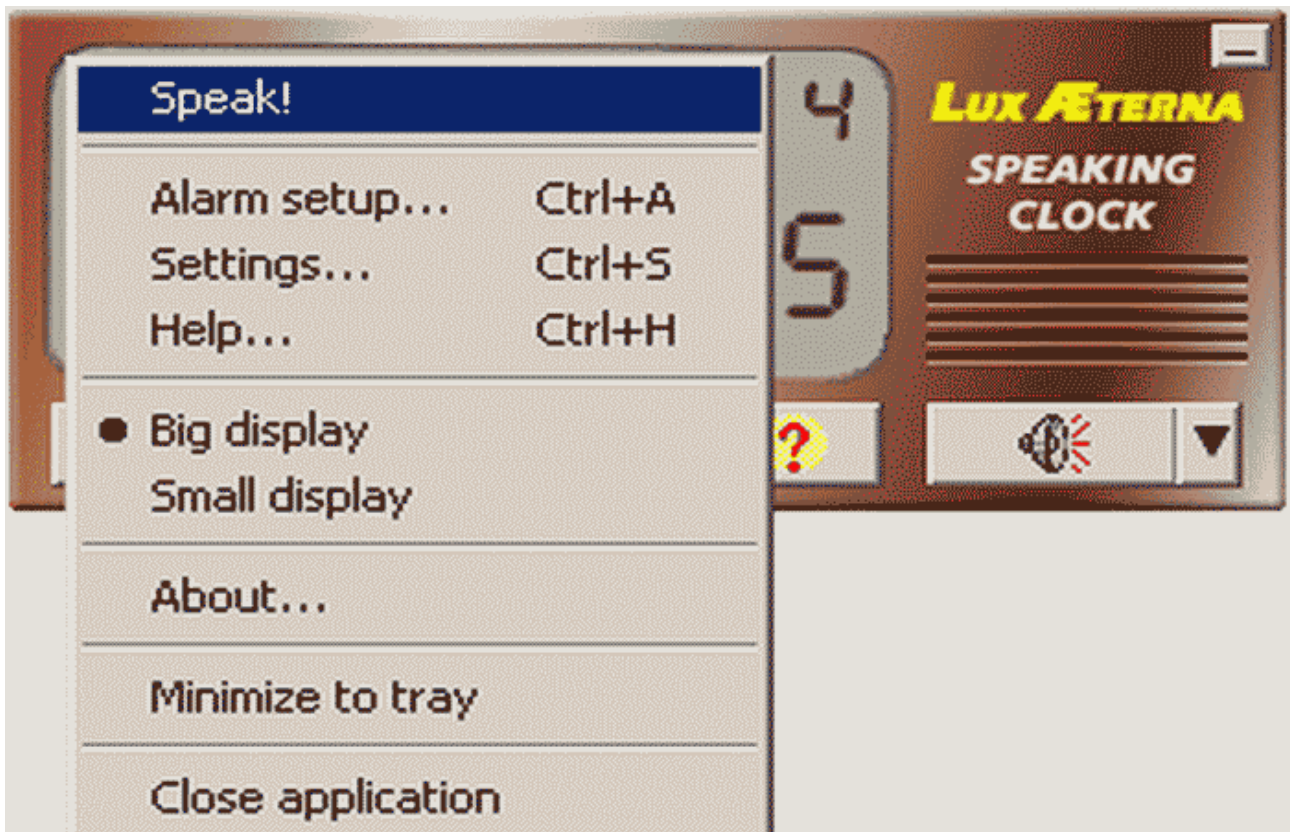 Speak!
Alarm setup... Ctrl+A
Settings... Ctrl+S
Help... Ctrl+H
Big display
Small display
About...
Minimize to tray
Close application
4
5
?
LUX ÆTERNA
SPEAKING
CLOCK